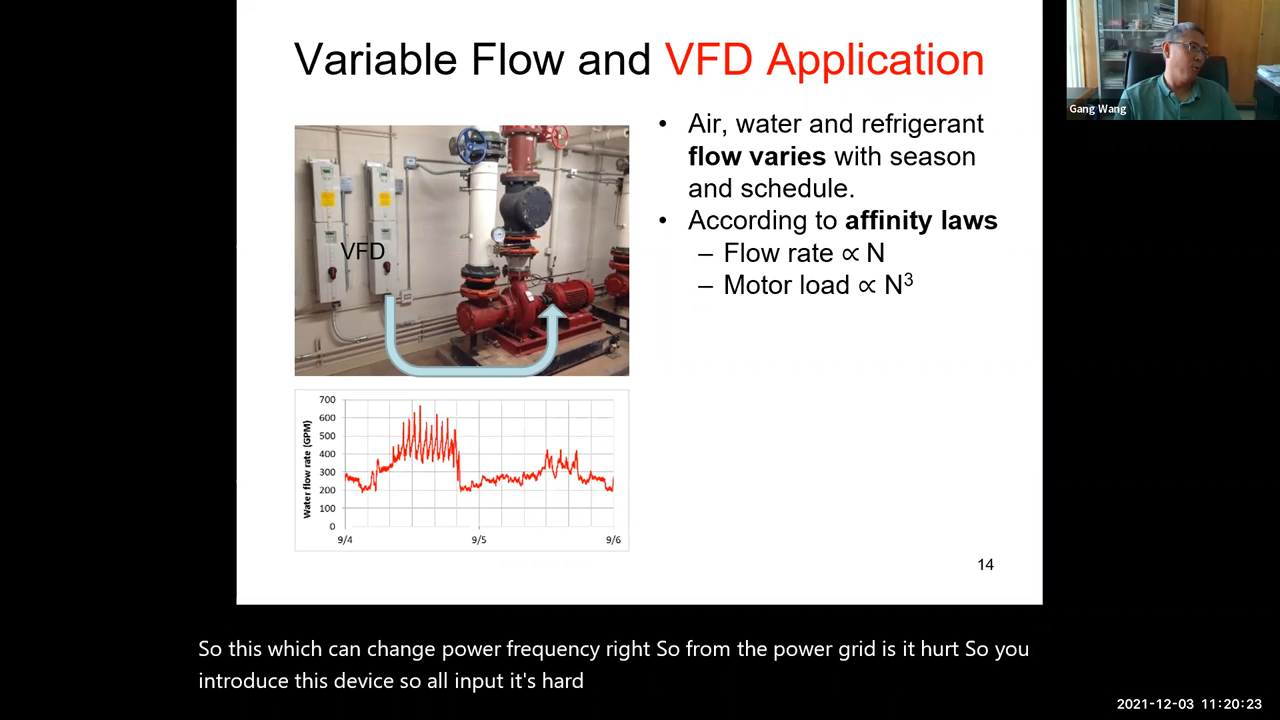 Variable Flow and VFD Application
Gang Wang
• Air, water and refrigerant
flow varies with season
and schedule.
• According to affinity laws
– Flow rate ∝ N
– Motor load ∝ N³
VFD
Water flow rate (GPM)
700
600
500
400
300
200
100
0
9/4
9/5
9/6
14
So this which can change power frequency right So from the power grid is it hurt So you
introduce this device so all input it's hard
2021-12-03 11:20:23